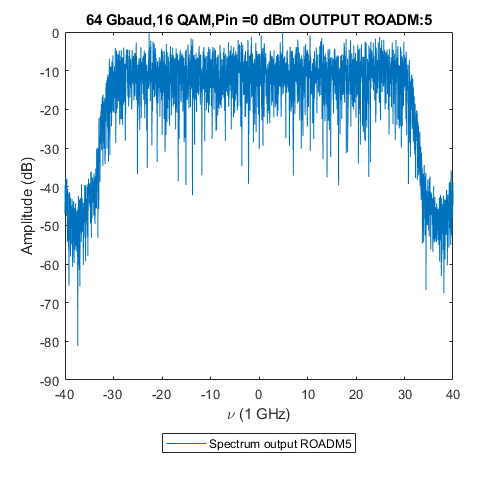 64 Gbaud,16 QAM,Pin =0 dBm OUTPUT ROADM:5
0
-10
-20
-30
-40
-50
-60
-70
-80
-90
Amplitude (dB)
-40 -30 -20 -10 0 10 20 30 40
ν (1 GHz)
Spectrum output ROADM5